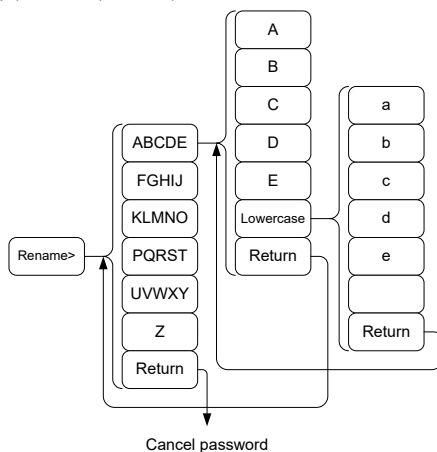 Rename>
ABCDE
FGHIJ
KLMNO
PQRST
UVWXY
Z
Return
A
B
C
D
E
Lowercase
Return
a
b
c
d
e
Return
Cancel password